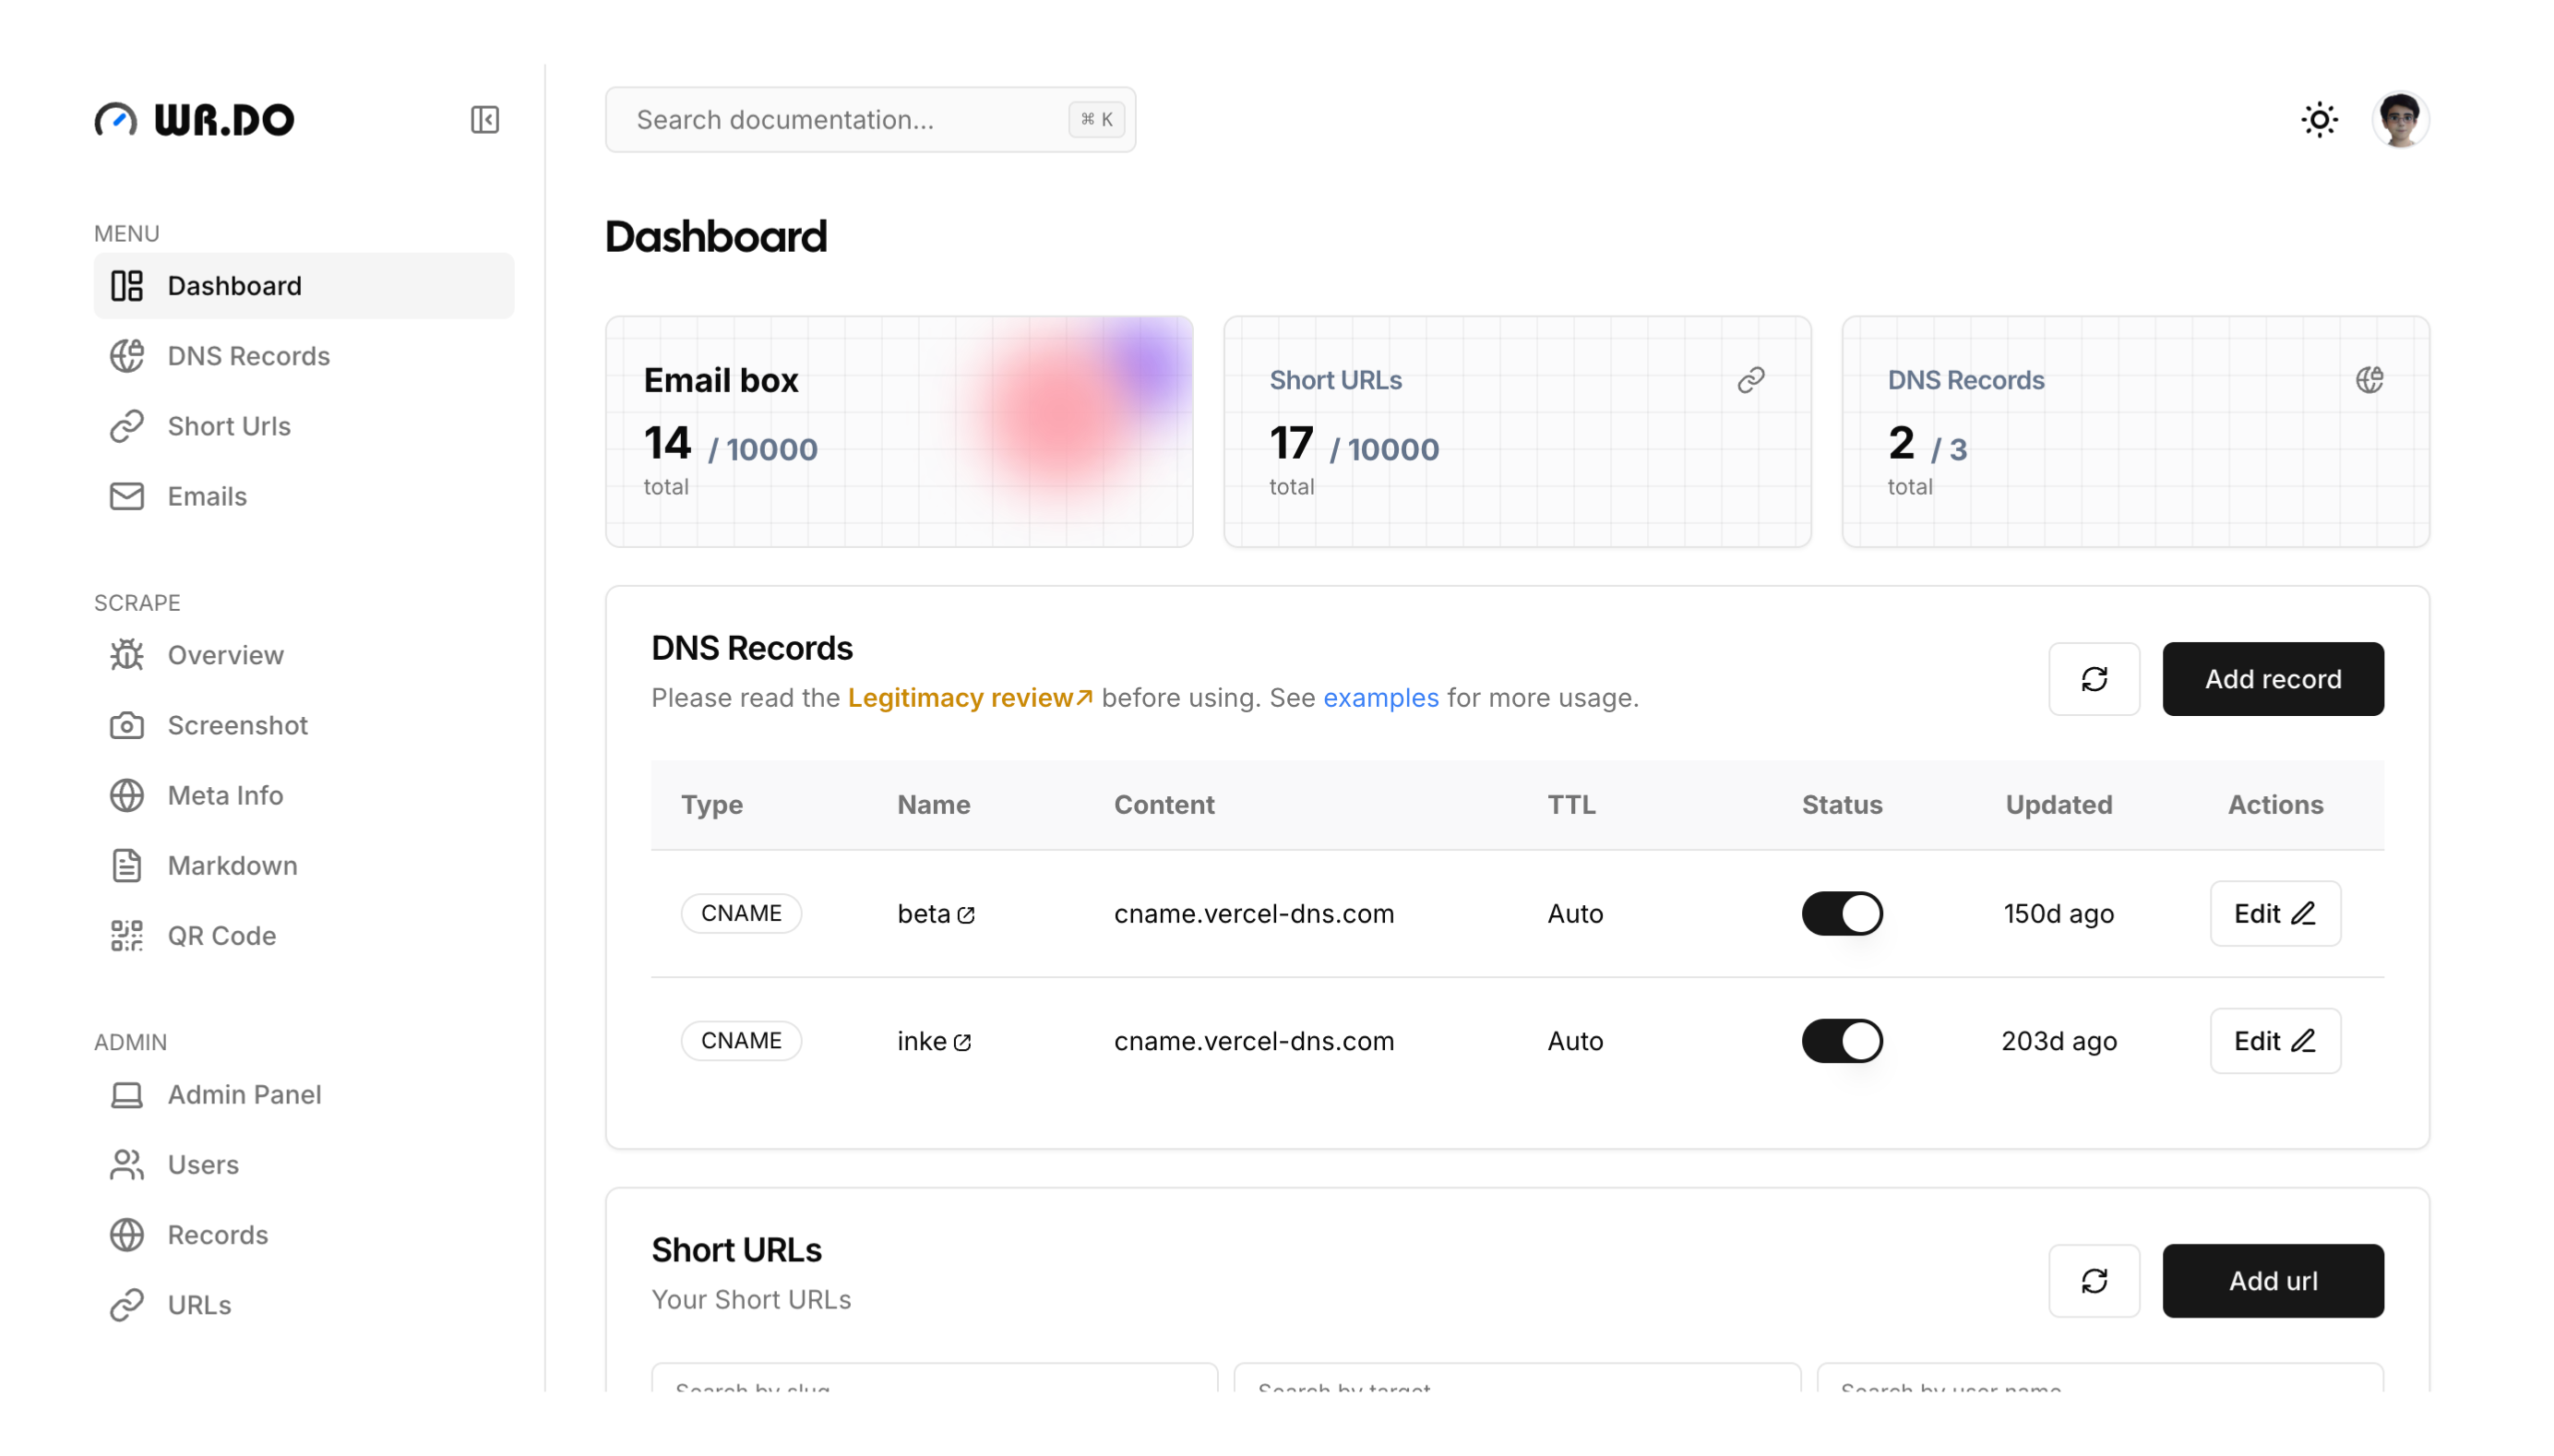 WR.DO
Search documentation...
⌘ K
MENU
Dashboard
DNS Records
Short Urls
Emails
SCRAPE
Overview
Screenshot
Meta Info
Markdown
QR Code
ADMIN
Admin Panel
Users
Records
URLs
Dashboard
Email box
14 / 10000
total
Short URLs
17 / 10000
total
DNS Records
2 / 3
total
DNS Records
Please read the Legitimacy review before using. See examples for more usage.
Add record
Type Name Content TTL Status Updated Actions
CNAME beta cname.vercel-dns.com Auto 150d ago Edit
CNAME inke cname.vercel-dns.com Auto 203d ago Edit
Short URLs
Your Short URLs
Add url
Search by slug... Search by target... Search by user name...